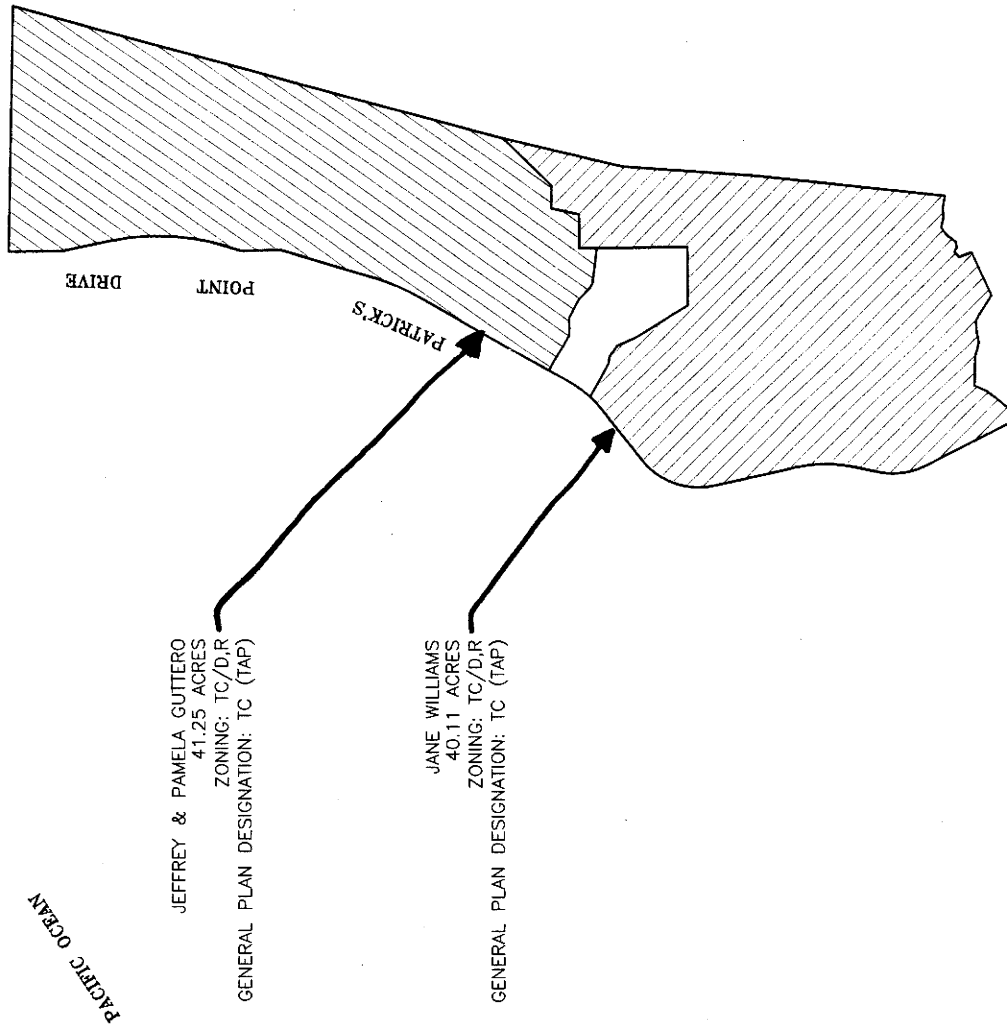 PACIFIC OCEAN
JEFFREY & PAMELA GUTTERO
41.25 ACRES
ZONING: TC/D,R
GENERAL PLAN DESIGNATION: TC (TAP)
JANE WILLIAMS
40.11 ACRES
ZONING: TC/D,R
GENERAL PLAN DESIGNATION: TC (TAP)
PATRICK'S
POINT
DRIVE